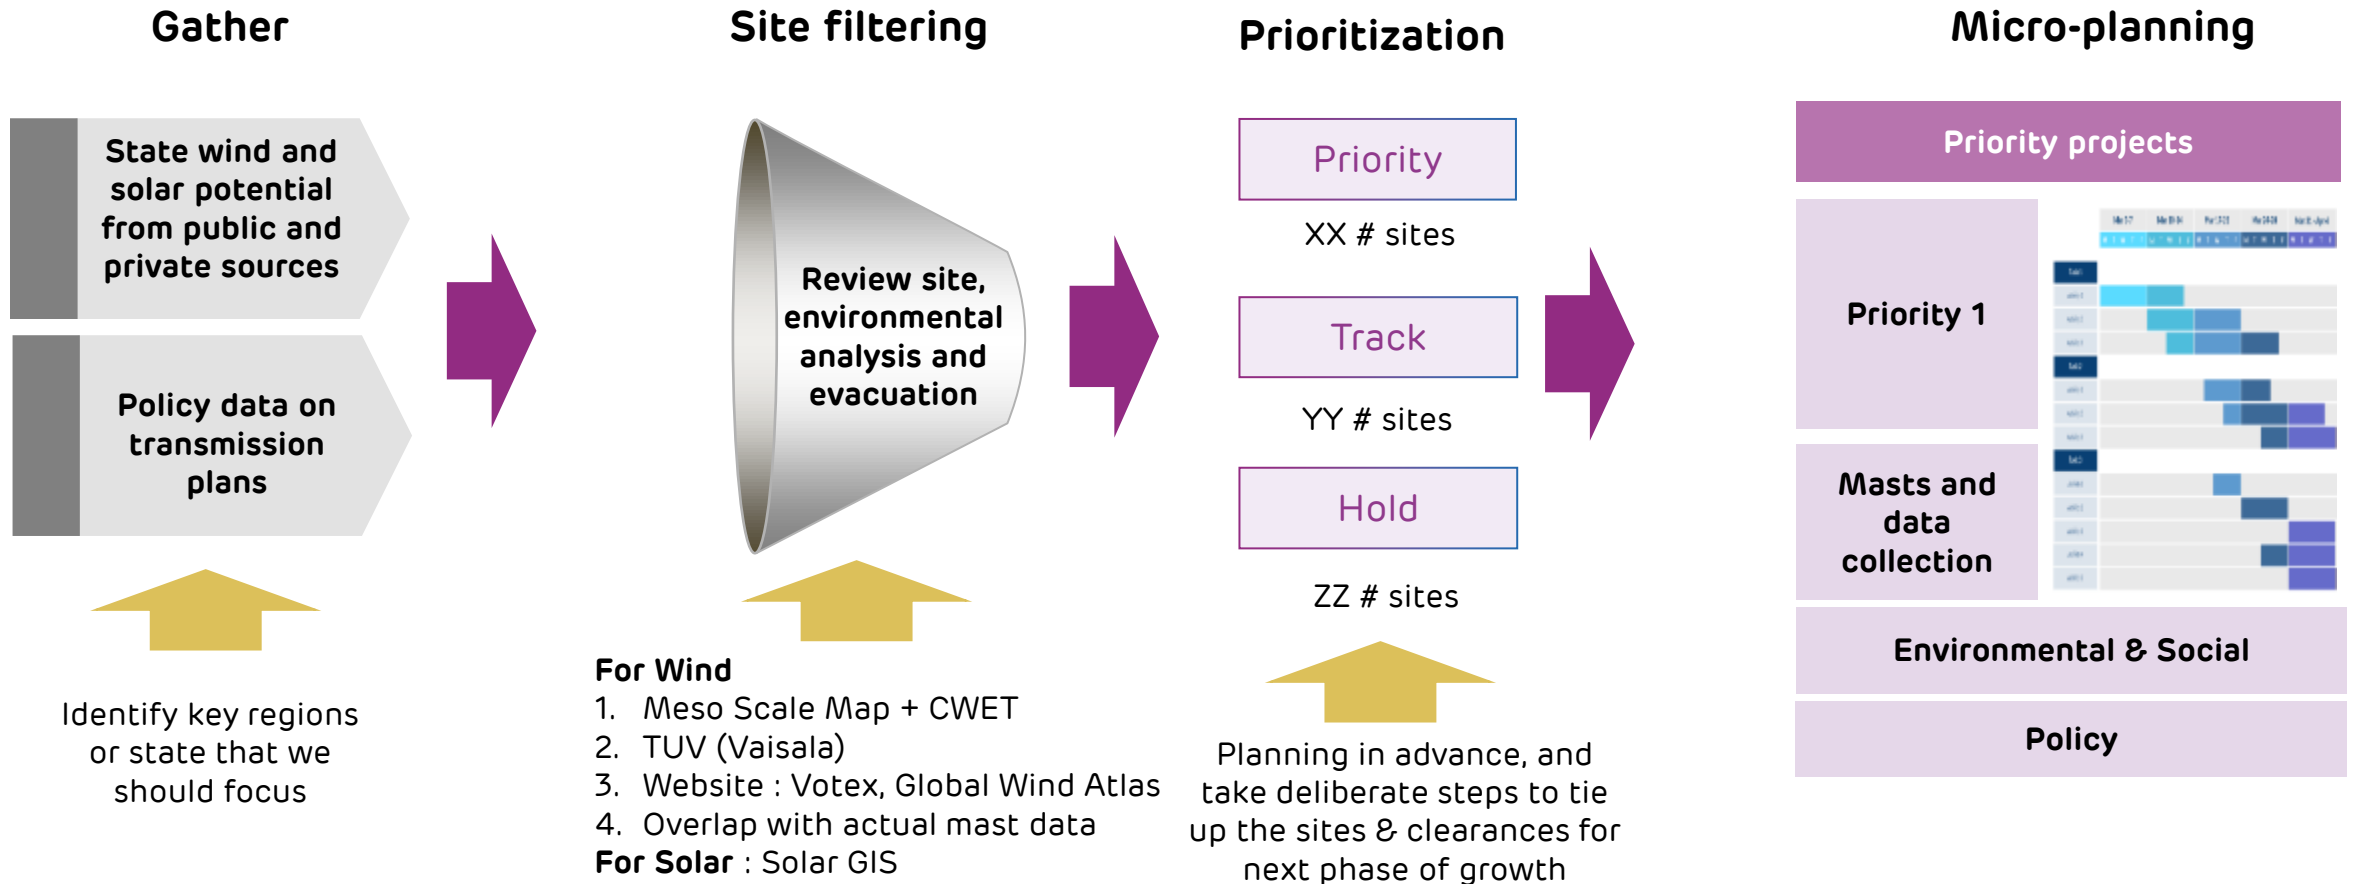 Gather
Site filtering
Prioritization
Micro-planning
State wind and
solar potential
from public and
private sources
Policy data on
transmission
plans
Identify key regions
or state that we
should focus
Review site,
environmental
analysis and
evacuation
For Wind
1. Meso Scale Map + CWET
2. TUV (Vaisala)
3. Website : Votex, Global Wind Atlas
4. Overlap with actual mast data
For Solar : Solar GIS
Priority
XX # sites
Track
YY # sites
Hold
ZZ # sites
Planning in advance, and
take deliberate steps to tie
up the sites & clearances for
next phase of growth
Priority projects
Priority 1
Masts and
data
collection
Environmental & Social
Policy